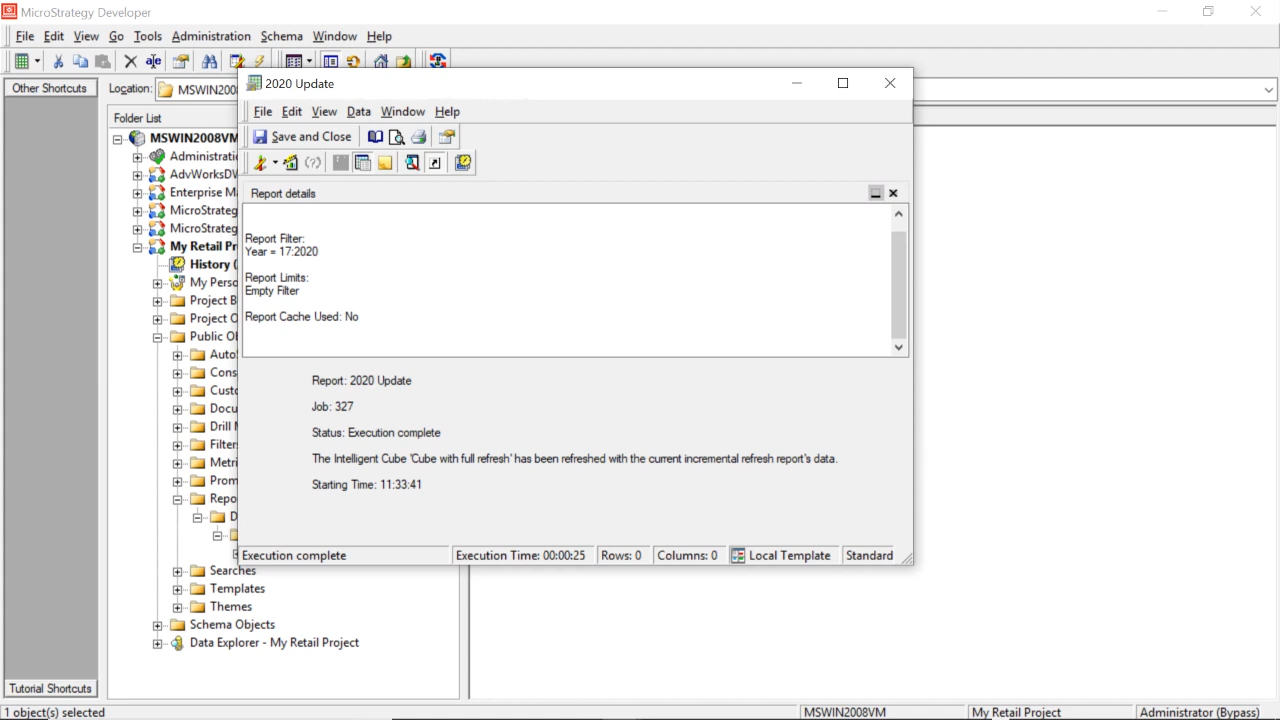 MicroStrategy Developer
File Edit View Go Tools Administration Schema Window Help
Other Shortcuts
Location: MSWIN200
Folder List
MSWIN2008VM
Administrati
AdvWorksD
Enterprise M
MicroStrateg
MicroStrateg
My Retail Pr
History (
My Perso
Project B
Project O
Public Ob
Auto
Cons
Custo
Docu
Drill M
Filter
Metri
Prom
Repo
D
Searches
Templates
Themes
Schema Objects
Data Explorer - My Retail Project
Tutorial Shortcuts
2020 Update
File Edit View Data Window Help
Save and Close
Report details
Report Filter:
Year = 17:2020
Report Limits:
Empty Filter
Report Cache Used: No
Report: 2020 Update
Job: 327
Status: Execution complete
The Intelligent Cube 'Cube with full refresh' has been refreshed with the current incremental refresh report's data.
Starting Time: 11:33:41
Execution complete Execution Time: 00:00:25 Rows: 0 Columns: 0 Local Template Standard
1 object(s) selected MSWIN2008VM My Retail Project Administrator (Bypass)